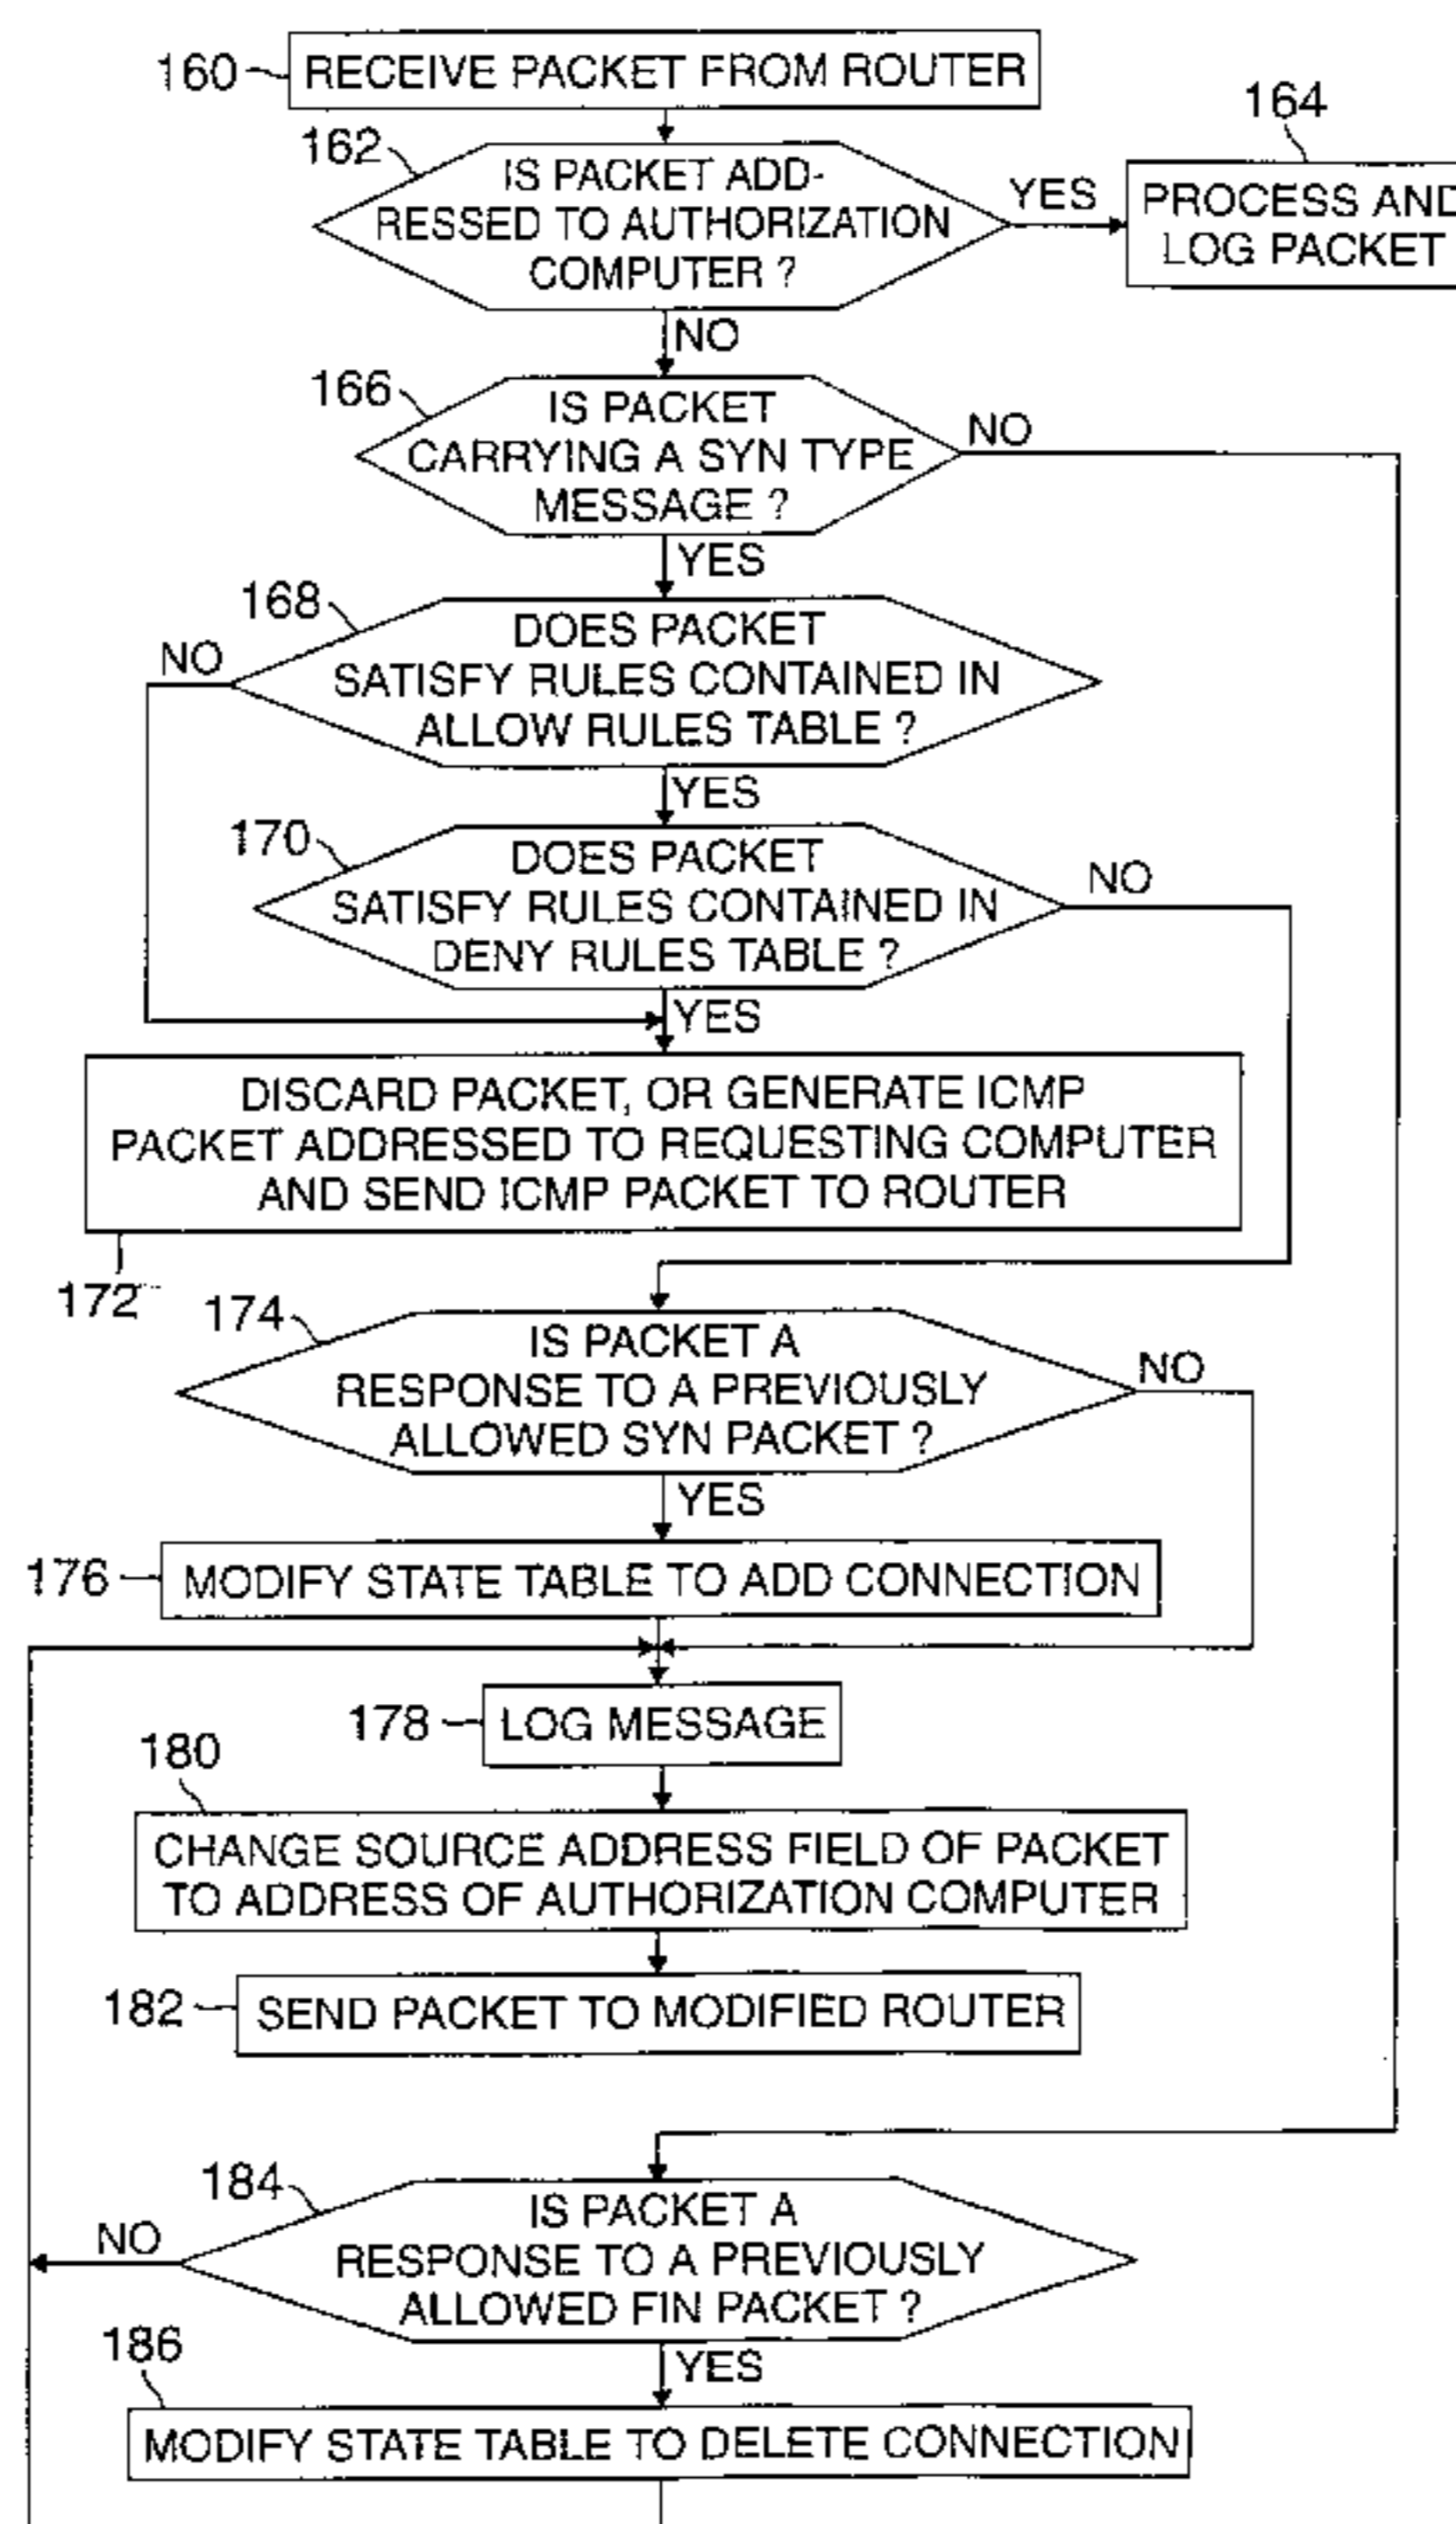 160
RECEIVE PACKET FROM ROUTER
162
IS PACKET ADD-
RESSED TO AUTHORIZATION
COMPUTER ?
YES
164
PROCESS AND
LOG PACKET
NO
166
IS PACKET
CARRYING A SYN TYPE
MESSAGE ?
NO
YES
168
DOES PACKET
SATISFY RULES CONTAINED IN
ALLOW RULES TABLE ?
NO
YES
170
DOES PACKET
SATISFY RULES CONTAINED IN
DENY RULES TABLE ?
NO
YES
DISCARD PACKET, OR GENERATE ICMP
PACKET ADDRESSED TO REQUESTING COMPUTER
AND SEND ICMP PACKET TO ROUTER
172
174
IS PACKET A
RESPONSE TO A PREVIOUSLY
ALLOWED SYN PACKET ?
NO
YES
176
MODIFY STATE TABLE TO ADD CONNECTION
178
LOG MESSAGE
180
CHANGE SOURCE ADDRESS FIELD OF PACKET
TO ADDRESS OF AUTHORIZATION COMPUTER
182
SEND PACKET TO MODIFIED ROUTER
184
IS PACKET A
RESPONSE TO A PREVIOUSLY
ALLOWED FIN PACKET ?
NO
YES
186
MODIFY STATE TABLE TO DELETE CONNECTION